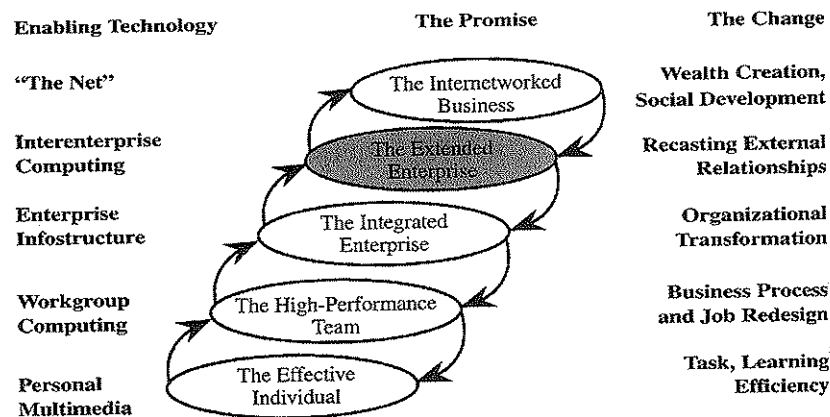 Enabling Technology
The Promise
The Change
“The Net”
The Internetworked
Business
Wealth Creation,
Social Development
Interenterprise
Computing
The Extended
Enterprise
Recasting External
Relationships
Enterprise
Infostructure
The Integrated
Enterprise
Organizational
Transformation
Workgroup
Computing
The High-Performance
Team
Business Process
and Job Redesign
Personal
Multimedia
The Effective
Individual
Task, Learning
Efficiency